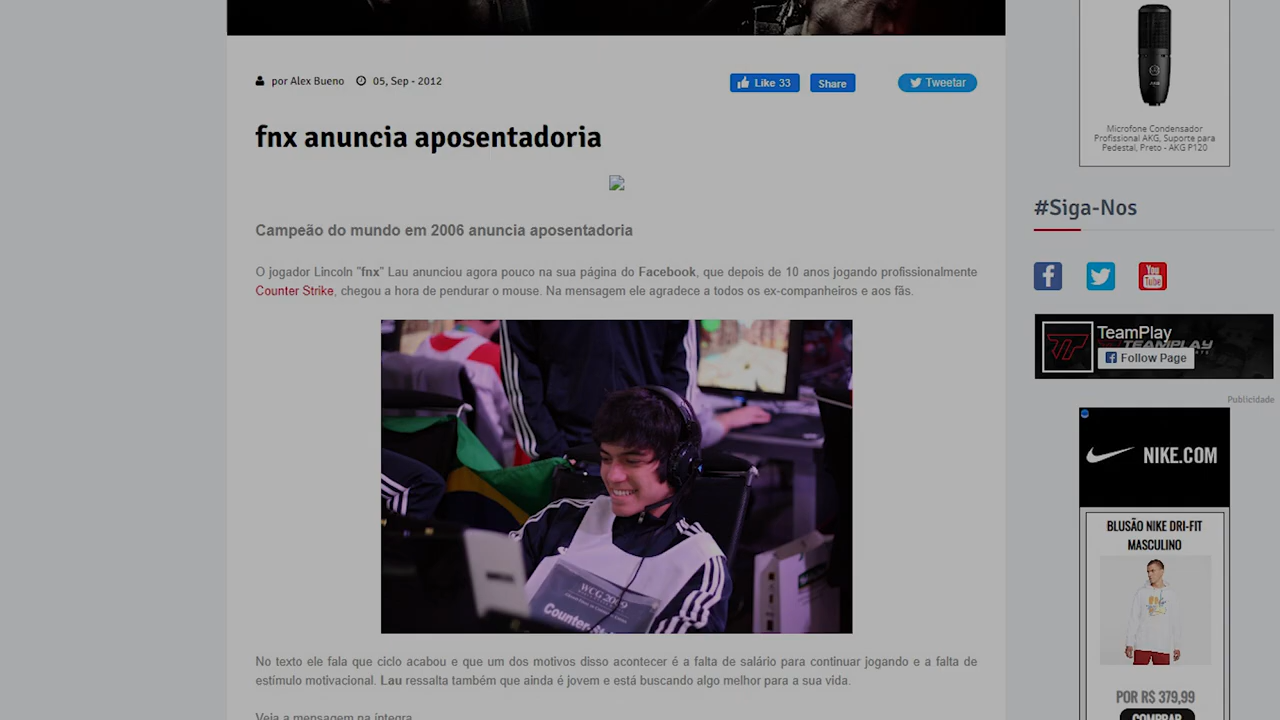 por Alex Bueno 05, Sep - 2012
Like 33 Share Tweetar
fnx anuncia aposentadoria
Campeão do mundo em 2006 anuncia aposentadoria
O jogador Lincoln "fnx" Lau anunciou agora pouco na sua página do Facebook, que depois de 10 anos jogando profissionalmente
Counter Strike, chegou a hora de pendurar o mouse. Na mensagem ele agradece a todos os ex-companheiros e aos fãs.
WCG 2009
Counter-St
No texto ele fala que ciclo acabou e que um dos motivos disso acontecer é a falta de salário para continuar jogando e a falta de
estímulo motivacional. Lau ressalta também que ainda é jovem e está buscando algo melhor para a sua vida.
Veja a mensagem na íntegra
Microfone Condensador
Profissional AKG, Suporte para
Pedestal, Preto - AKG P120
#Siga-Nos
You
Tube
TeamPlay
TEAMPLAY
Follow Page
Publicidade
NIKE.COM
BLUSÃO NIKE DRI-FIT
MASCULINO
POR R$ 379,99
COMPRAR